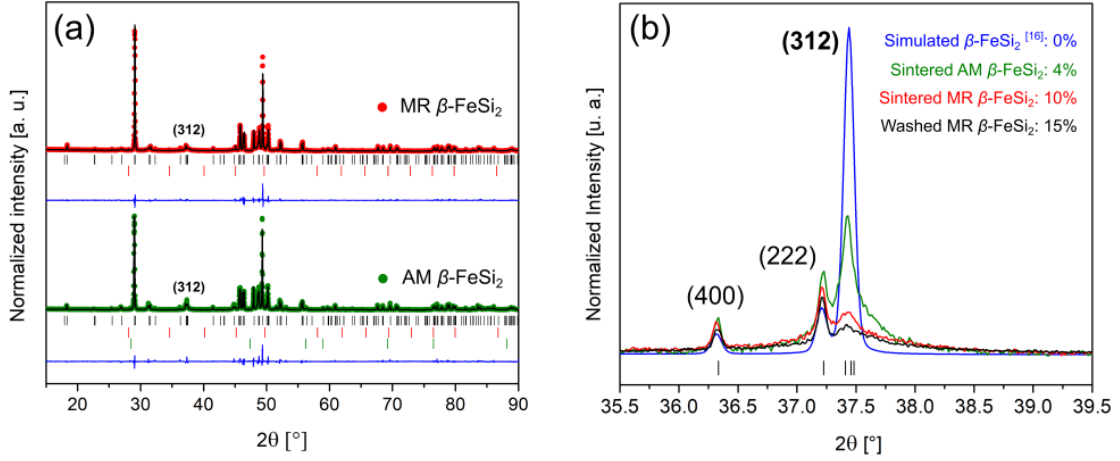 (a)
Normalized intensity [a. u.]
(312)
MR β-FeSi2
(312)
AM β-FeSi2
20 30 40 50 60 70 80 90
2θ [°]
(b)
Normalized Intensity [u. a.]
(312)
Simulated β-FeSi2 [16]: 0%
Sintered AM β-FeSi2: 4%
Sintered MR β-FeSi2: 10%
Washed MR β-FeSi2: 15%
(222)
(400)
35.5 36.0 36.5 37.0 37.5 38.0 38.5 39.0 39.5
2θ [°]